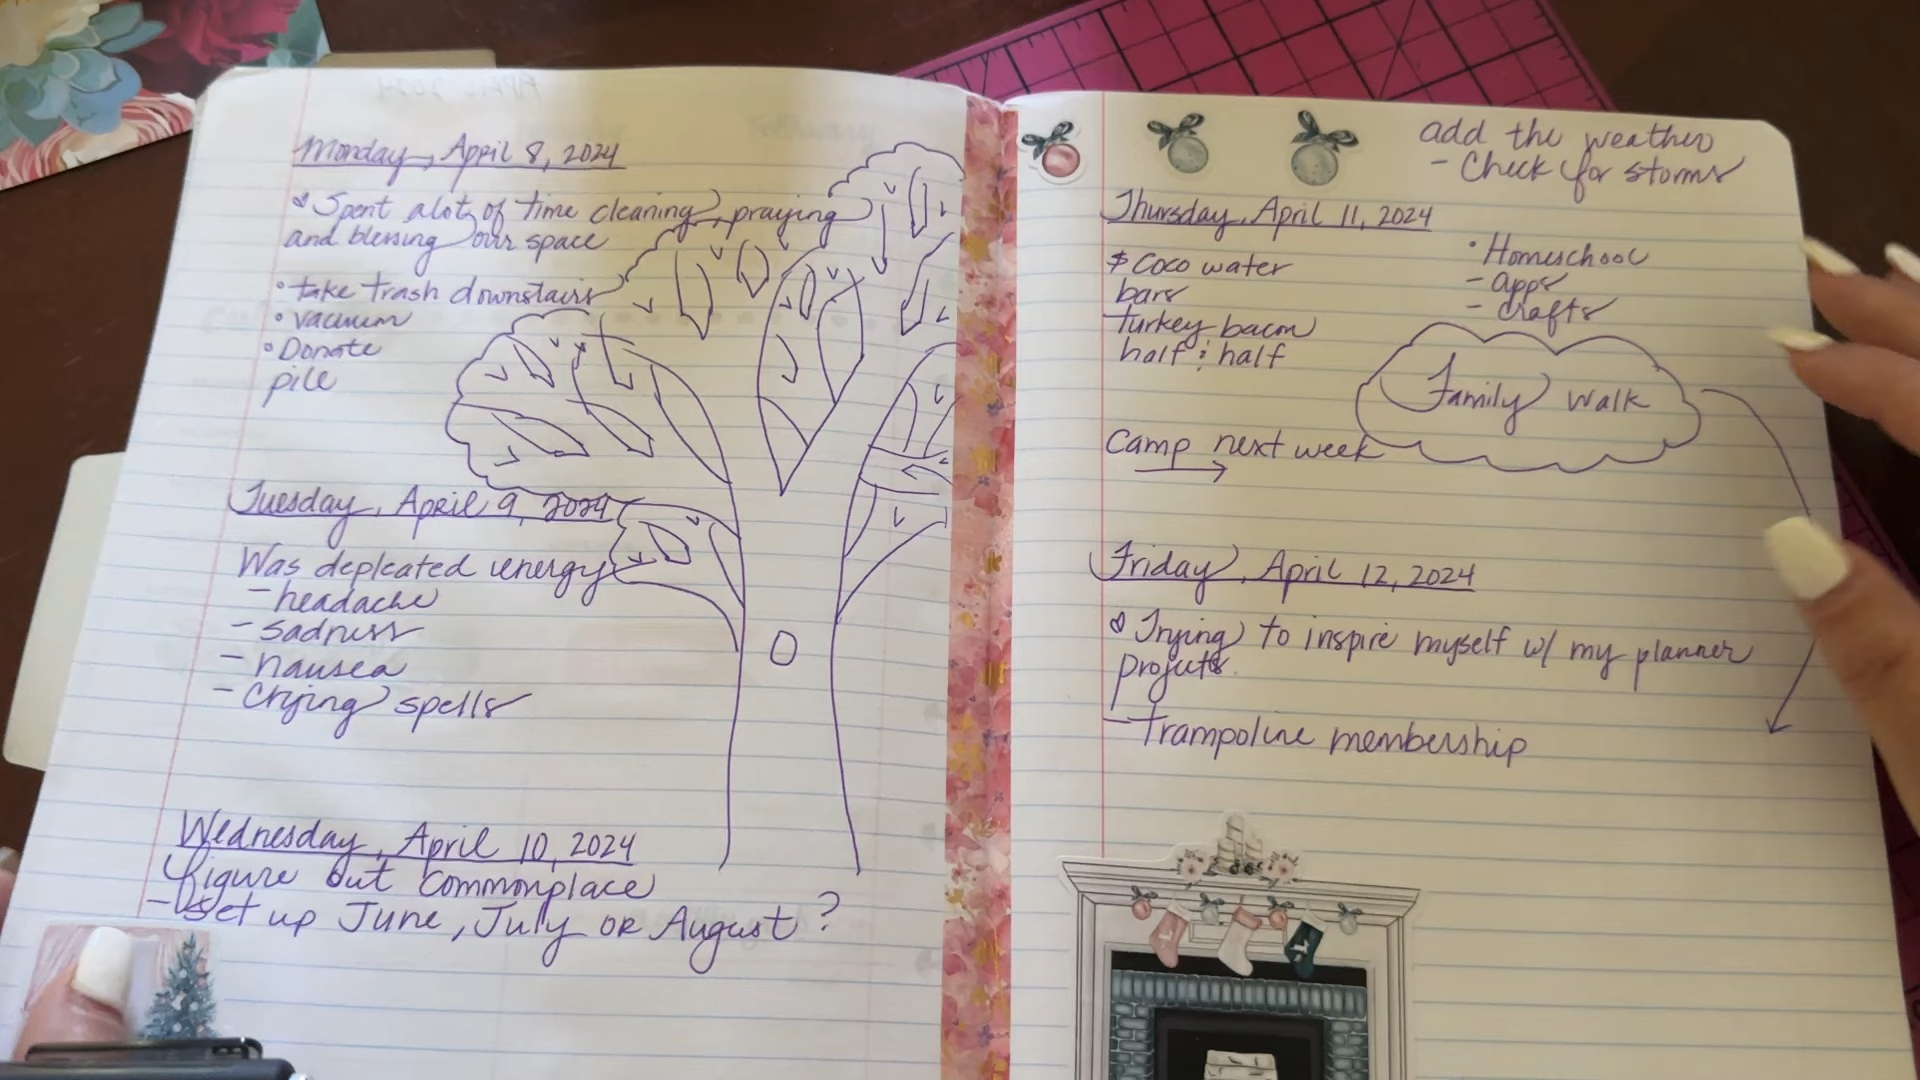 Monday, April 8, 2024
Spent alot of time cleaning, praying
and blessing our space
• take trash downstairs
• vacuum
• Donate
pile
Tuesday, April 9, 2024
Was depleated energy
- headache
- sadness
- nausea
- Crying spells
Wednesday, April 10, 2024
figure out Commonplace
- set up June, July or August?
add the weather
- Check for storms
Thursday, April 11, 2024
$ Coco water
bars
turkey bacon
half & half
• Homeschool
- apps
- crafts
Family Walk
Camp next week
Friday, April 12, 2024
Trying to inspire myself w/ my planner
projects.
- Trampoline membership